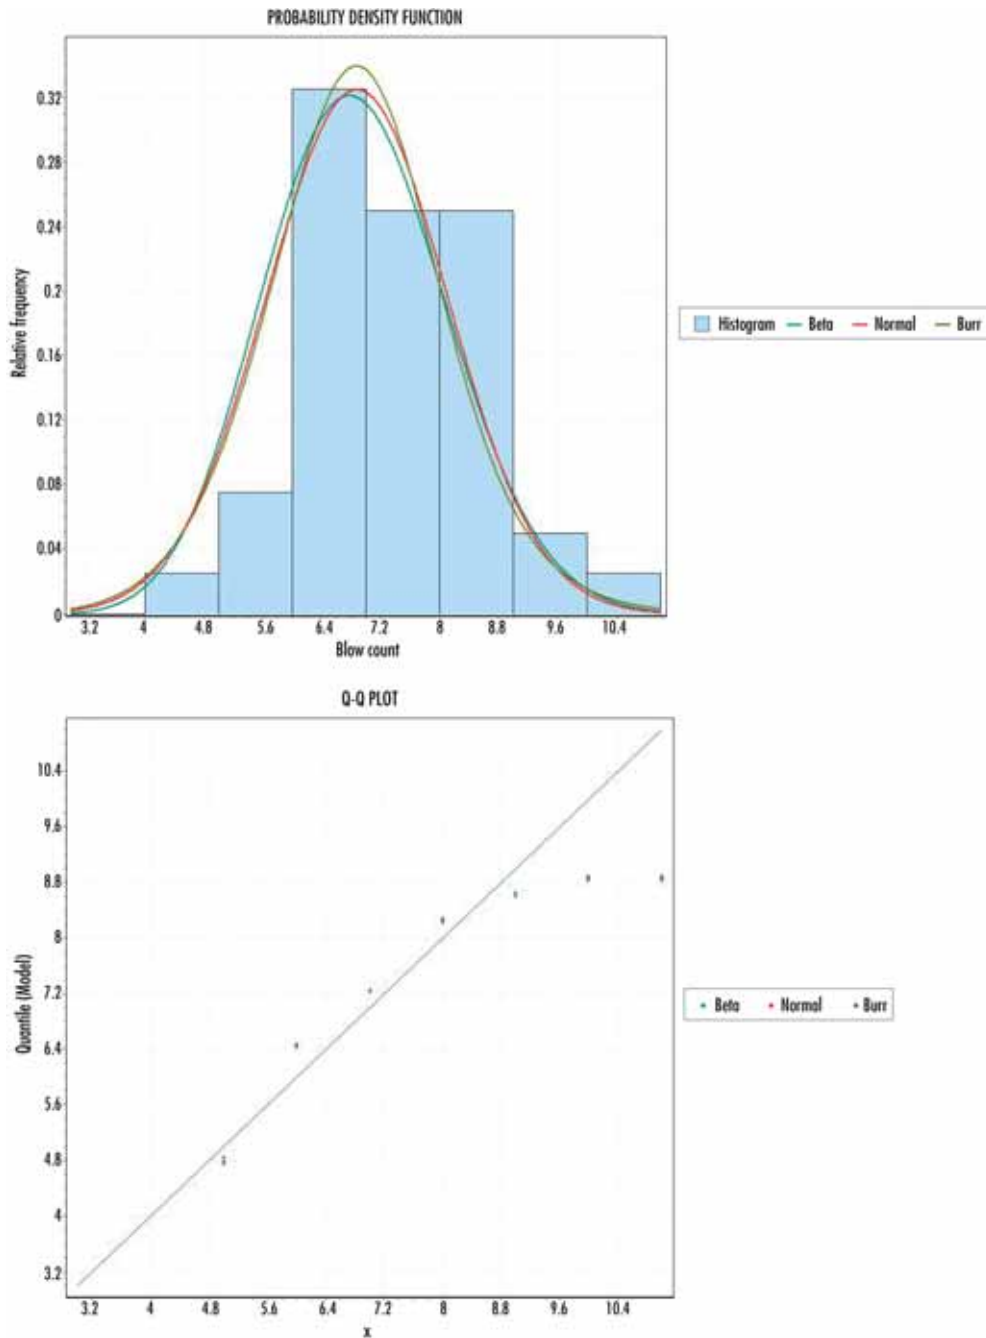 PROBABILITY DENSITY FUNCTION
0.32
0.28
0.24
0.2
0.16
0.12
0.08
0.04
0
Relative frequency
3.2 4 4.8 5.6 6.4 7.2 8 8.8 9.6 10.4
Blow count
Histogram Beta Normal Burr
Q-Q PLOT
10.4
9.6
8.8
8
7.2
6.4
5.6
4.8
4
3.2
Quantile (Model)
3.2 4 4.8 5.6 6.4 7.2 8 8.8 9.6 10.4
x
Beta Normal Burr